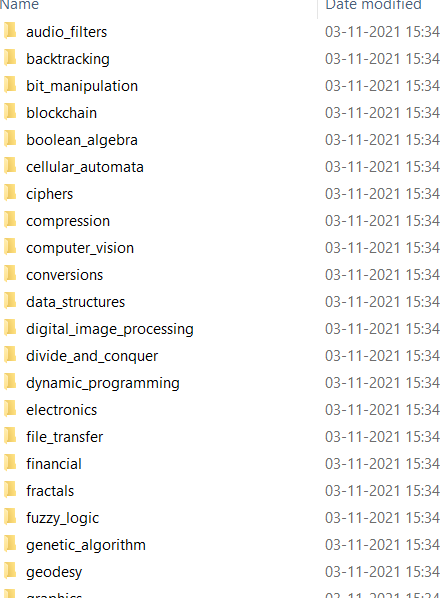 Name Date modified
audio_filters 03-11-2021 15:34
backtracking 03-11-2021 15:34
bit_manipulation 03-11-2021 15:34
blockchain 03-11-2021 15:34
boolean_algebra 03-11-2021 15:34
cellular_automata 03-11-2021 15:34
ciphers 03-11-2021 15:34
compression 03-11-2021 15:34
computer_vision 03-11-2021 15:34
conversions 03-11-2021 15:34
data_structures 03-11-2021 15:34
digital_image_processing 03-11-2021 15:34
divide_and_conquer 03-11-2021 15:34
dynamic_programming 03-11-2021 15:34
electronics 03-11-2021 15:34
file_transfer 03-11-2021 15:34
financial 03-11-2021 15:34
fractals 03-11-2021 15:34
fuzzy_logic 03-11-2021 15:34
genetic_algorithm 03-11-2021 15:34
geodesy 03-11-2021 15:34
graphics 03-11-2021 15:34